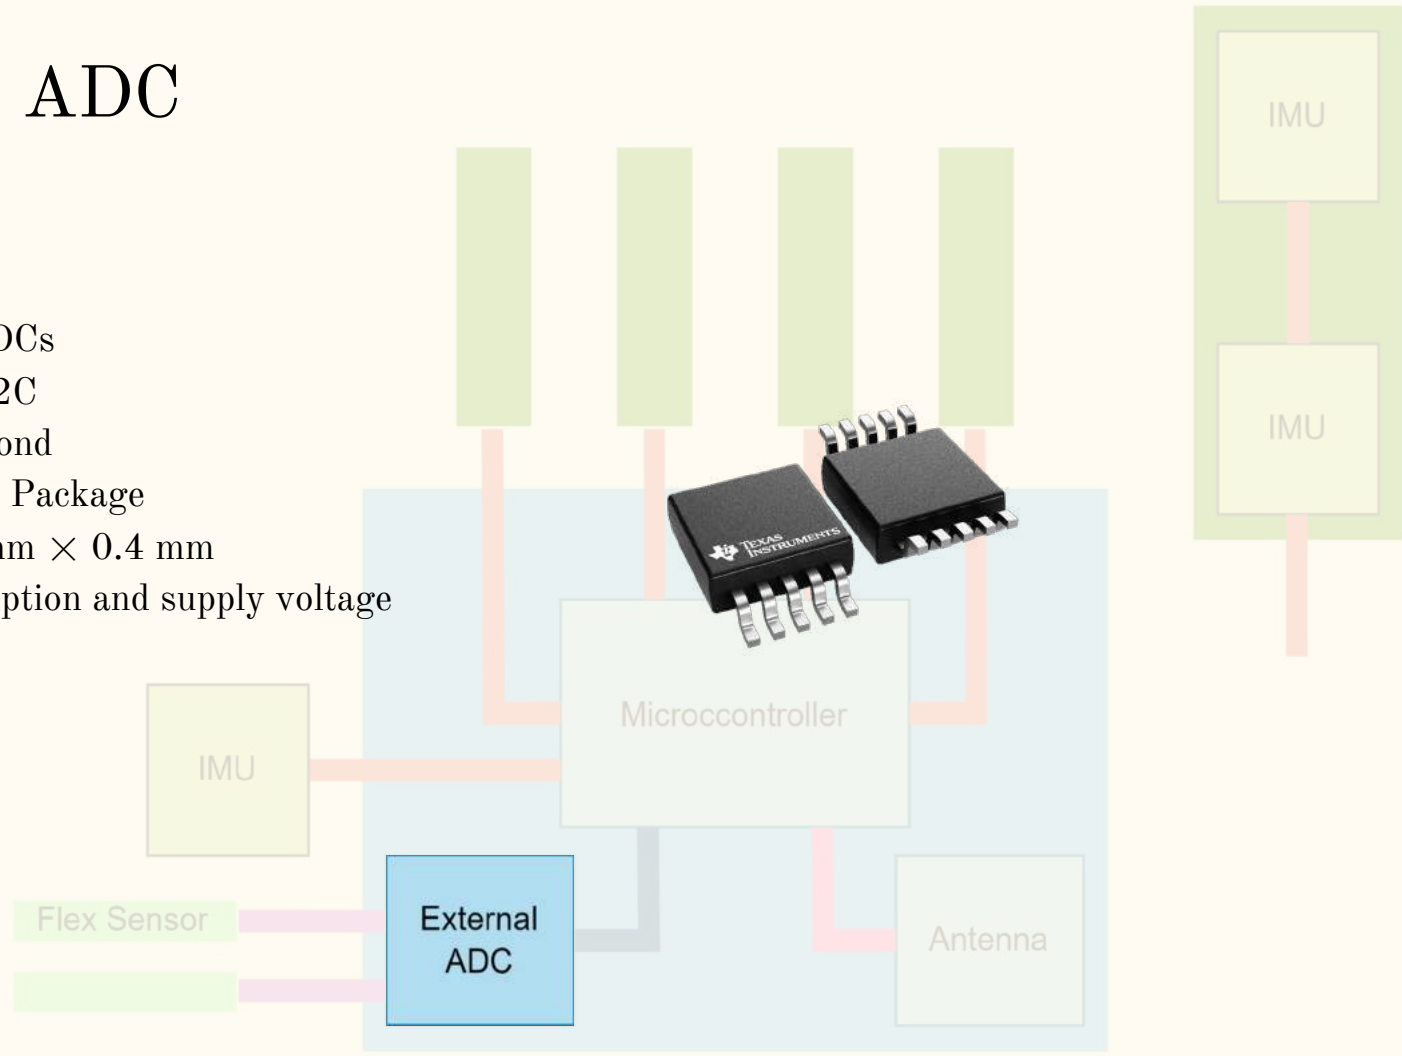 ADC
DCs
2C
ond
Package
mm × 0.4 mm
ption and supply voltage
IMU
IMU
TEXAS
INSTRUMENTS
Microccontroller
IMU
Flex Sensor
External
ADC
Antenna